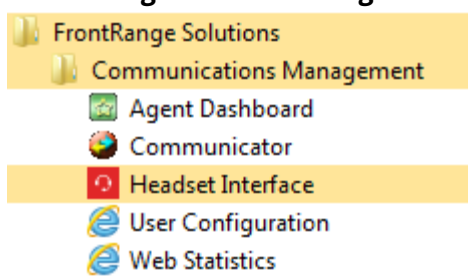 FrontRange Solutions
Communications Management
Agent Dashboard
Communicator
Headset Interface
User Configuration
Web Statistics